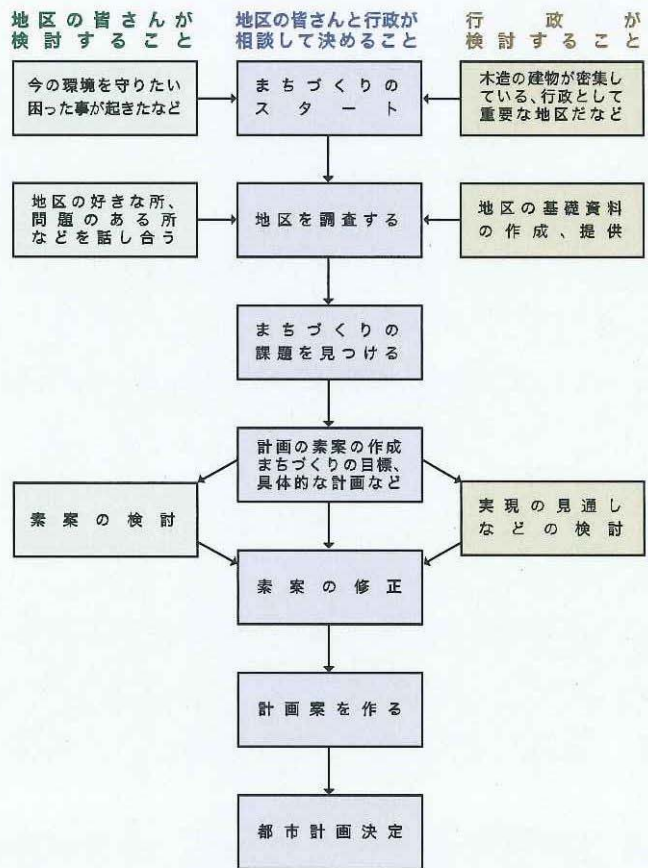 地区の皆さんが
検討すること
地区の皆さんと行政が
相談して決めること
行政が
検討すること
今の環境を守りたい
困った事が起きたなど
まちづくりの
スタート
木造の建物が密集し
ている、行政として
重要な地区だなど
地区の好きな所、
問題のある所
などを話し合う
地区を調査する
地区の基礎資料
の作成、提供
まちづくりの
課題を見つける
計画の素案の作成
まちづくりの目標、
具体的な計画など
素案の検討
実現の見通し
などの検討
素案の修正
計画案を作る
都市計画決定